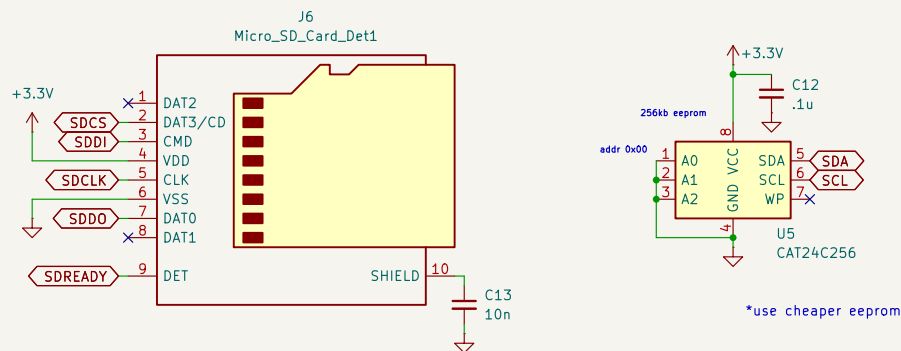 J6
Micro_SD_Card_Det1
+3.3V
1 DAT2
SDCS 2 DAT3/CD
SDDI 3 CMD
4 VDD
SDCLK 5 CLK
6 VSS
SDDO 7 DAT0
8 DAT1
SDREADY 9 DET
SHIELD 10
C13
10n
+3.3V
C12
.1u
256kb eeprom
addr 0x00
8
VCC
1 A0
2 A1
3 A2
SDA 5 SDA
SCL 6 SCL
WP 7
GND
4
U5
CAT24C256
*use cheaper eeprom